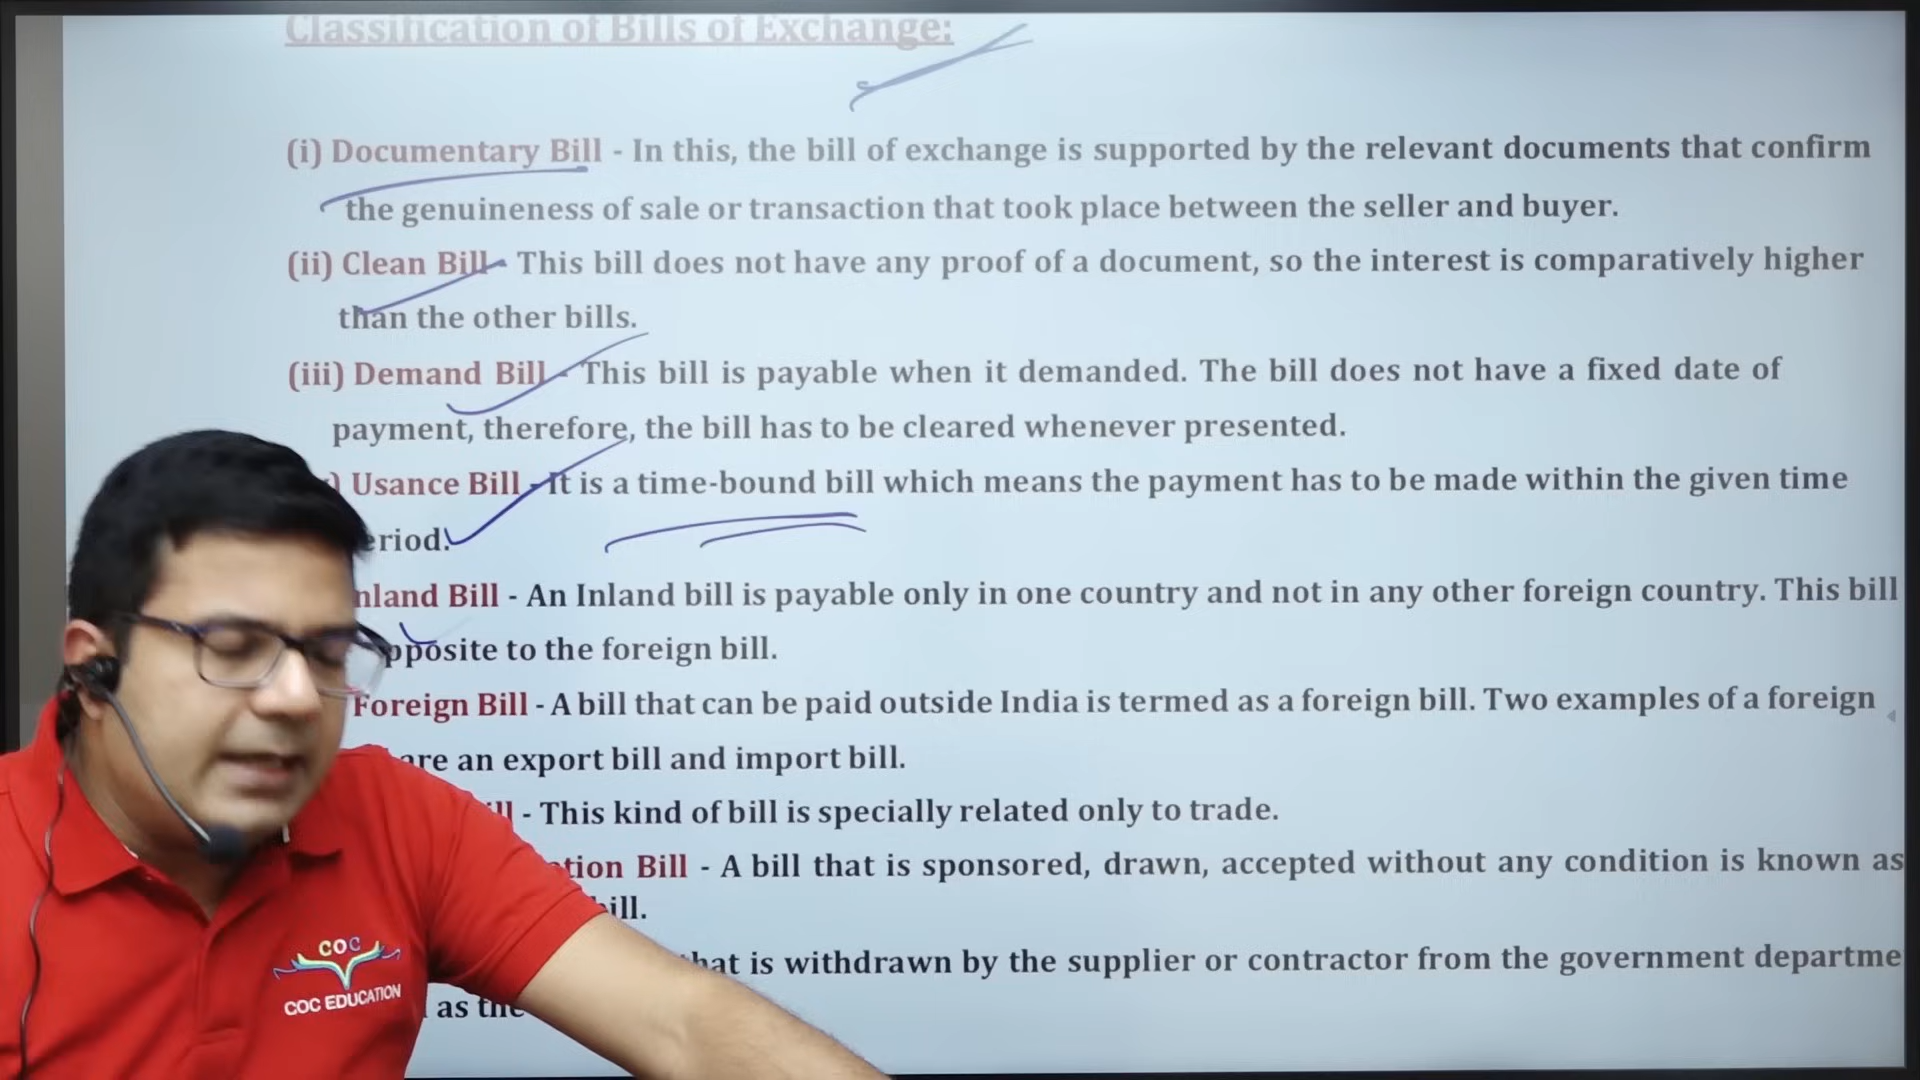 Classification of Bills of Exchange:
(i) Documentary Bill - In this, the bill of exchange is supported by the relevant documents that confirm
the genuineness of sale or transaction that took place between the seller and buyer.
(ii) Clean Bill - This bill does not have any proof of a document, so the interest is comparatively higher
than the other bills.
(iii) Demand Bill - This bill is payable when it demanded. The bill does not have a fixed date of
payment, therefore, the bill has to be cleared whenever presented.
) Usance Bill - It is a time-bound bill which means the payment has to be made within the given time
eriod.
nland Bill - An Inland bill is payable only in one country and not in any other foreign country. This bill
pposite to the foreign bill.
Foreign Bill - A bill that can be paid outside India is termed as a foreign bill. Two examples of a foreign
are an export bill and import bill.
ll - This kind of bill is specially related only to trade.
tion Bill - A bill that is sponsored, drawn, accepted without any condition is known as
bill.
hat is withdrawn by the supplier or contractor from the government departme
as the
COC
COC EDUCATION